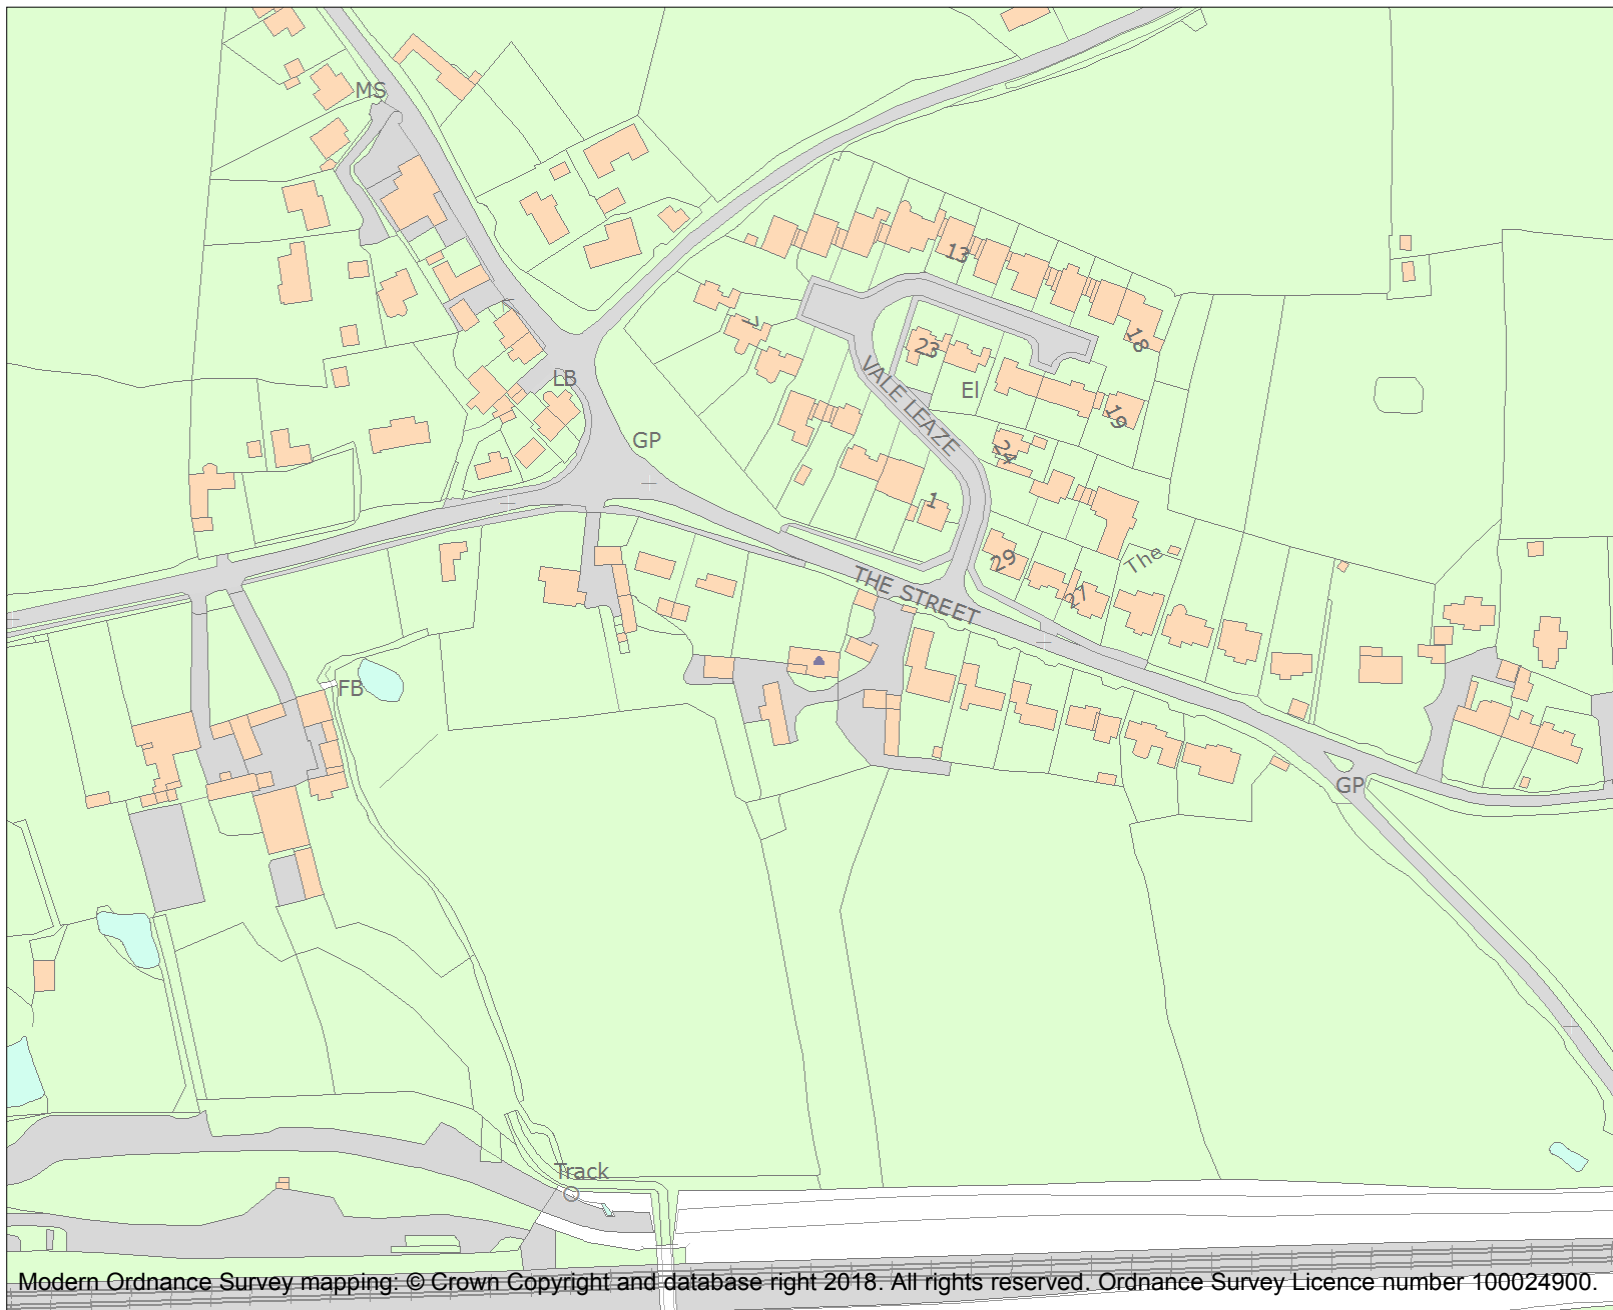 MS
13
7
18
23
LB
VALE LEAZE
El
19
GP
24
1
29
The
27
THE STREET
FB
GP
Track
Modern Ordnance Survey mapping: © Crown Copyright and database right 2018. All rights reserved. Ordnance Survey Licence number 100024900.